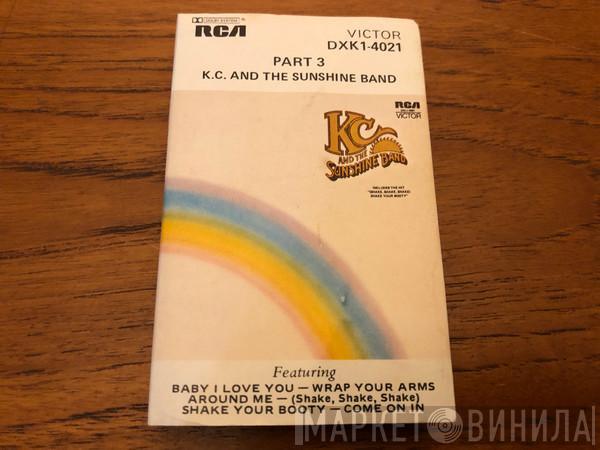 DOLBY SYSTEM ®
RCA
VICTOR
DXK1-4021
PART 3
K.C. AND THE SUNSHINE BAND
KC
AND THE
SUNSHINE BAND
RCA
VICTOR
INCLUDES THE HIT
"(SHAKE, SHAKE, SHAKE)
SHAKE YOUR BOOTY"
Featuring
BABY I LOVE YOU — WRAP YOUR ARMS
AROUND ME — (Shake, Shake, Shake)
SHAKE YOUR BOOTY — COME ON IN
МАРКЕТ ВИНИЛА